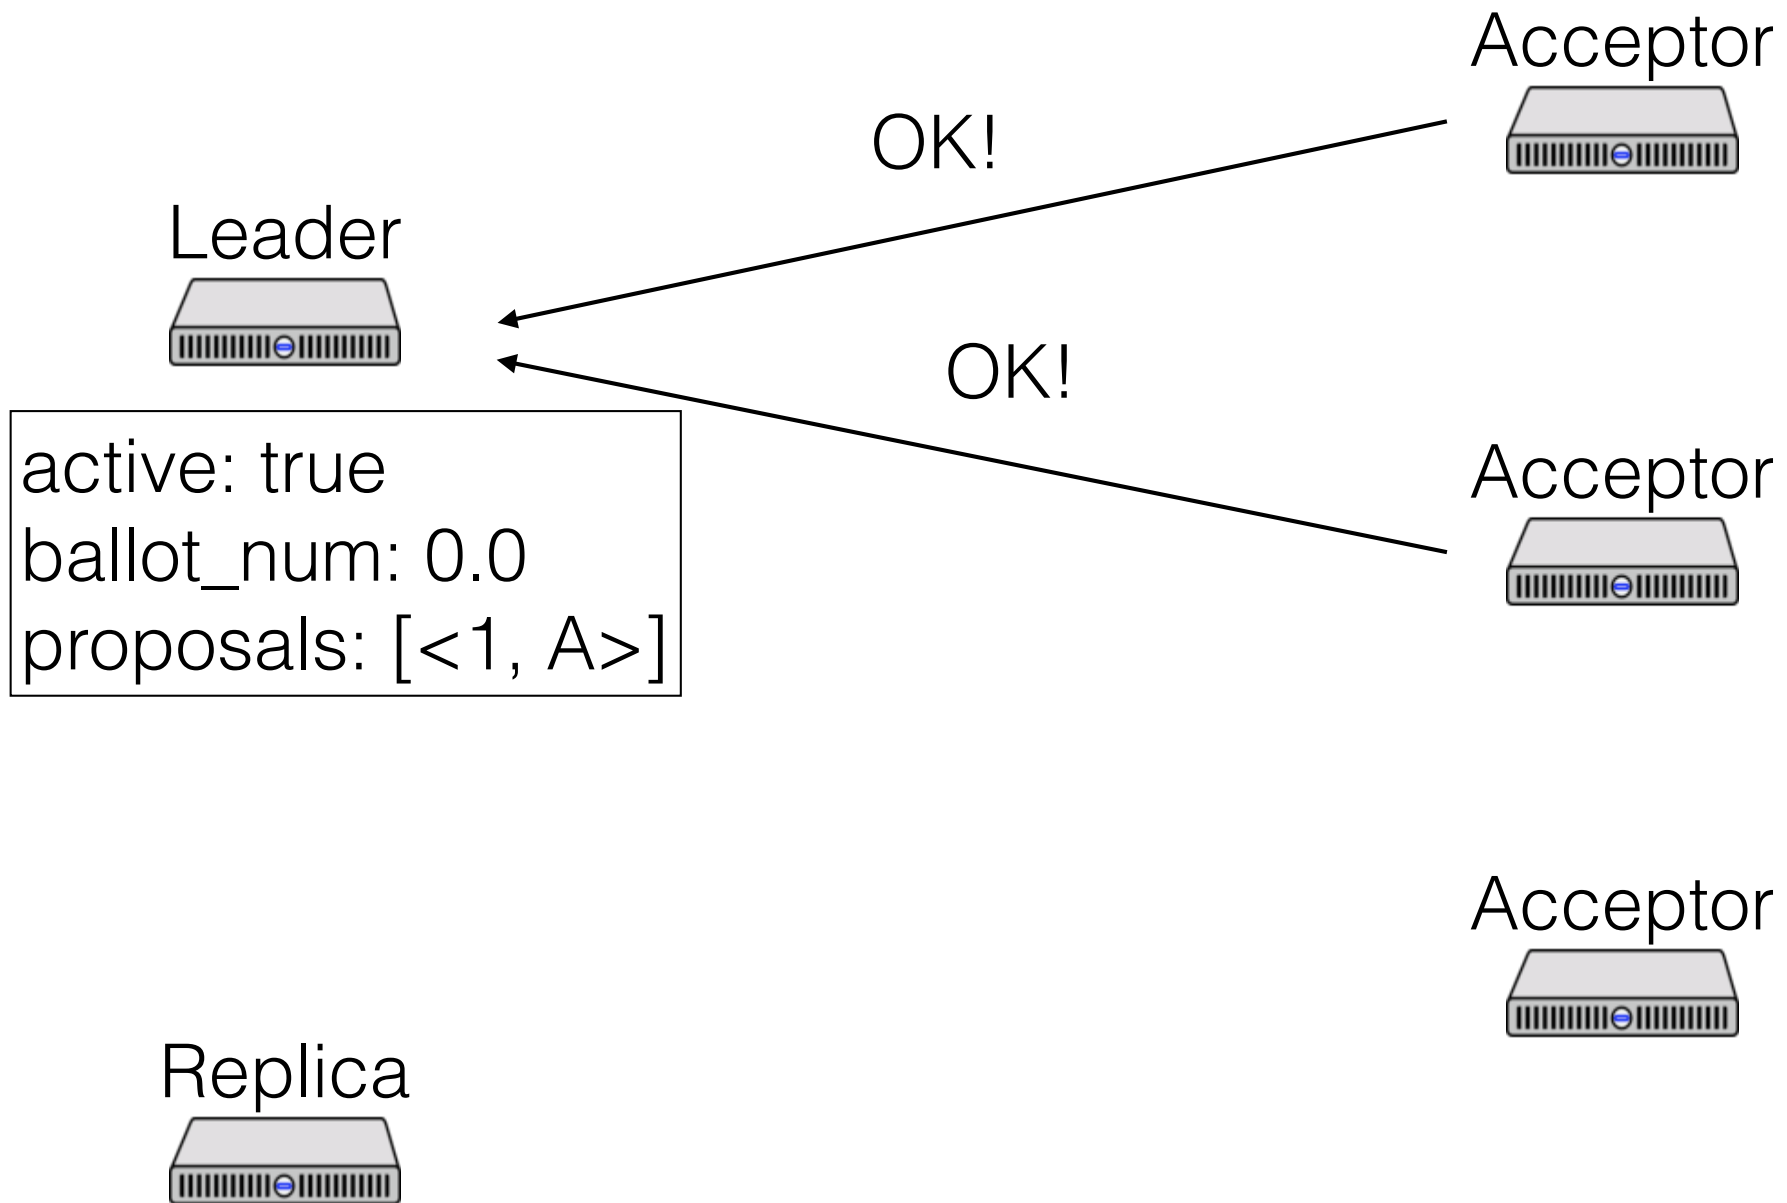 Acceptor
OK!
Leader
OK!
active: true
ballot_num: 0.0
proposals: [<1, A>]
Acceptor
Acceptor
Replica